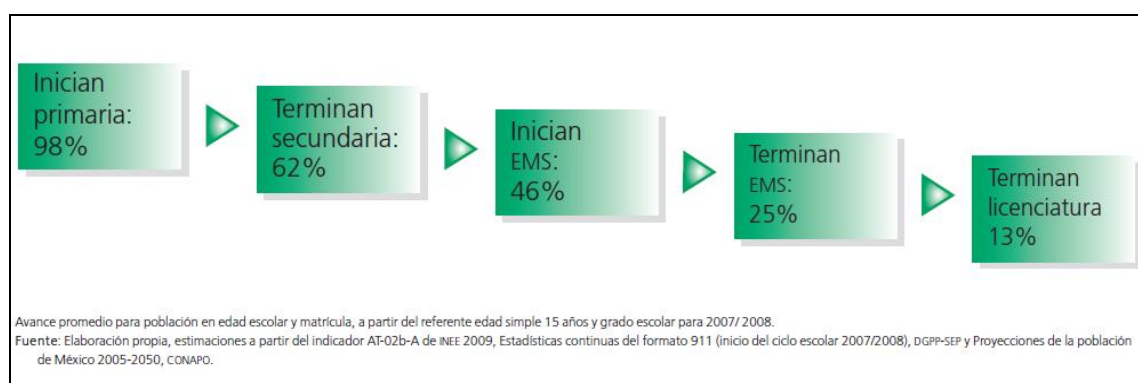 Inician
primaria:
98%
Terminan
secundaria:
62%
Inician
EMS:
46%
Terminan
EMS:
25%
Terminan
licenciatura
13%
Avance promedio para población en edad escolar y matrícula, a partir del referente edad simple 15 años y grado escolar para 2007/2008.
Fuente: Elaboración propia, estimaciones a partir del indicador AT-02b-A de INEE 2009, Estadísticas continuas del formato 911 (inicio del ciclo escolar 2007/2008), DGPP-SEP y Proyecciones de la población
de México 2005-2050, CONAPO.